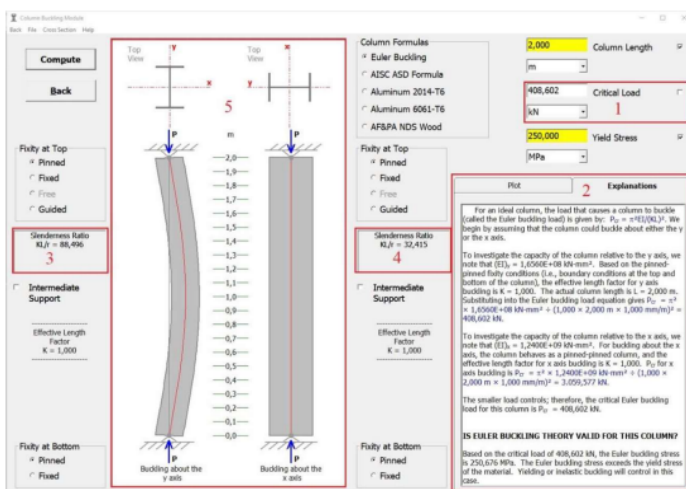 Column Buckling Module
Back File Cross Section Help
Compute
Back
Fixity at Top
Pinned
Fixed
Free
Guided
Slenderness Ratio
KL/r = 88,496
3
Intermediate
Support
Effective Length
Factor
K = 1,000
Fixity at Bottom
Pinned
Fixed
Top
View
y
x
5
Top
View
x
y
P
m
P
2,0
1,9
1,8
1,7
1,6
1,5
1,4
1,3
1,2
1,1
1,0
0,9
0,8
0,7
0,6
0,5
0,4
0,3
0,2
0,1
0,0
P
P
Buckling about the
y axis
Buckling about the
x axis
Column Formulas
Euler Buckling
AISC ASD Formula
Aluminum 2014-T6
Aluminum 6061-T6
AF&PA NDS Wood
Fixity at Top
Pinned
Fixed
Free
Guided
Slenderness Ratio
KL/r = 32,415
4
Intermediate
Support
Effective Length
Factor
K = 1,000
Fixity at Bottom
Pinned
Fixed
2,000 Column Length
m
408,602 Critical Load
kN 1
250,000 Yield Stress
MPa
Plot 2 Explanations
For an ideal column, the load that causes a column to buckle
(called the Euler buckling load) is given by: Pcr = π²EI/(KL)². We
begin by assuming that the column could buckle about either the y
or the x axis.
To investigate the capacity of the column relative to the y axis, we
note that (EI)y = 1,6560E+08 kN-mm². Based on the pinned-
pinned fixity conditions (i.e., boundary conditions at the top and
bottom of the column), the effective length factor for y axis
buckling is K = 1,000. The actual column length is L = 2,000 m.
Substituting into the Euler buckling load equation gives Pcr = π²
× 1,6560E+08 kN-mm² ÷ (1,000 × 2,000 m × 1,000 mm/m)² =
408,602 kN.
To investigate the capacity of the column relative to the x axis, we
note that (EI)x = 1,2400E+09 kN-mm². For buckling about the x
axis, the column behaves as a pinned-pinned column, and the
effective length factor for x axis buckling is K = 1,000. Pcr for x
axis buckling is Pcr = π² × 1,2400E+09 kN-mm² ÷ (1,000 ×
2,000 m × 1,000 mm/m)² = 3.059,577 kN.
The smaller load controls; therefore, the critical Euler buckling
load for this column is Pcr = 408,602 kN.
IS EULER BUCKLING THEORY VALID FOR THIS COLUMN?
Based on the critical load of 408,602 kN, the Euler buckling stress
is 250,676 MPa. The Euler buckling stress exceeds the yield stress
of the material. Yielding or inelastic buckling will control in this
case.